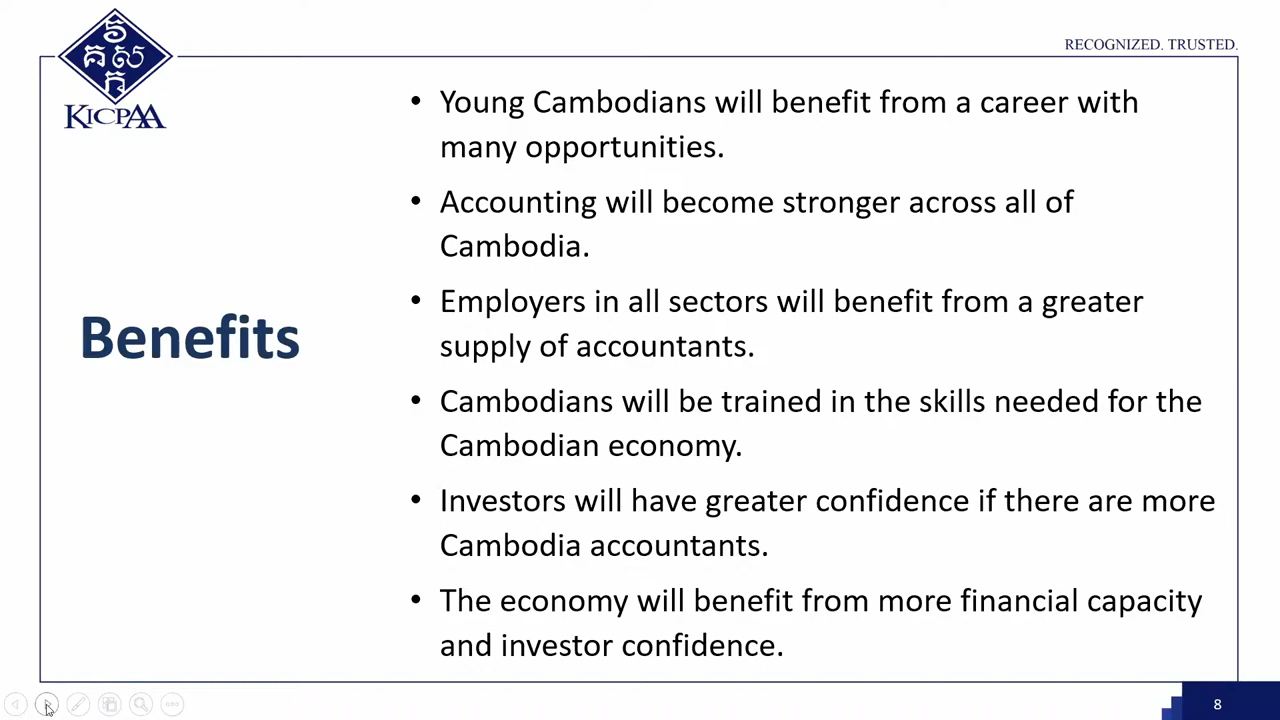 RECOGNIZED. TRUSTED.
KICPAA
• Young Cambodians will benefit from a career with
many opportunities.
• Accounting will become stronger across all of
Cambodia.
• Employers in all sectors will benefit from a greater
supply of accountants.
Benefits
• Cambodians will be trained in the skills needed for the
Cambodian economy.
• Investors will have greater confidence if there are more
Cambodia accountants.
• The economy will benefit from more financial capacity
and investor confidence.
8